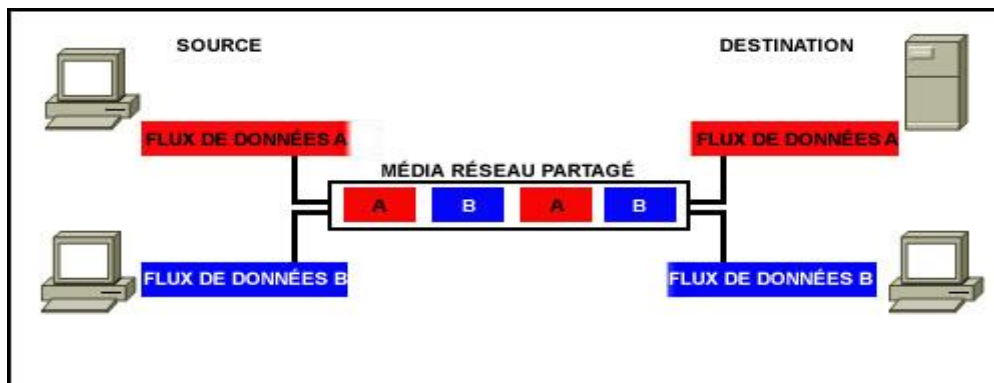 SOURCE
DESTINATION
FLUX DE DONNÉES A
FLUX DE DONNÉES A
MÉDIA RÉSEAU PARTAGÉ
A
B
A
B
FLUX DE DONNÉES B
FLUX DE DONNÉES B